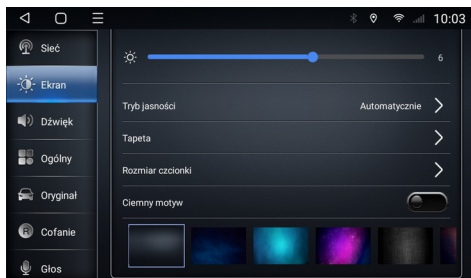 10:03
Sieć
Ekran
Dźwięk
Ogólny
Oryginał
Cofanie
Głos
6
Tryb jasności Automatycznie
Tapeta
Rozmiar czcionki
Ciemny motyw
R